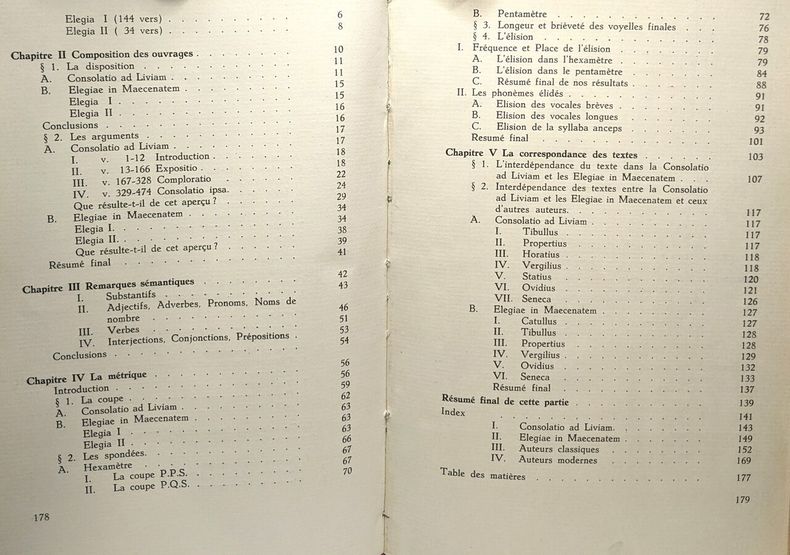 Elegia I (144 vers) . . . . . . . . . 6
Elegia II ( 34 vers) . . . . . . . . . 8
Chapitre II Composition des ouvrages . . . . . . . 10
§ 1. La disposition . . . . . . . . . . 11
A. Consolatio ad Liviam . . . . . . . . . 11
B. Elegiae in Maecenatem . . . . . . . . . 15
Elegia I . . . . . . . . . . . 15
Elegia II . . . . . . . . . . . 16
Conclusions . . . . . . . . . . . . 16
§ 2. Les arguments . . . . . . . . . . 17
A. Consolatio ad Liviam . . . . . . . . . 17
I. v. 1-12 Introduction . . . . . . . . 18
II. v. 13-166 Expositio . . . . . . . . 18
III. v. 167-328 Comploratio . . . . . . . 22
IV. v. 329-474 Consolatio ipsa. . . . . . . 24
Que résulte-t-il de cet aperçu ? . . . . . . . 29
B. Elegiae in Maecenatem . . . . . . . . . 34
Elegia I. . . . . . . . . . . . 34
Elegia II. . . . . . . . . . . . 38
Que résulte-t-il de cet aperçu ? . . . . . . . 39
Résumé final . . . . . . . . . . . . 41
Chapitre III Remarques sémantiques . . . . . . . 42
I. Substantifs . . . . . . . . . . 43
II. Adjectifs, Adverbes, Pronoms, Noms de
nombre . . . . . . . . . . . 46
III. Verbes . . . . . . . . . . . 51
IV. Interjections, Conjonctions, Prépositions . 53
Conclusions . . . . . . . . . . . . 54
Chapitre IV La métrique . . . . . . . . . . 56
Introduction . . . . . . . . . . . . 56
§ 1. La coupe . . . . . . . . . . . 59
A. Consolatio ad Liviam . . . . . . . . . 62
B. Elegiae in Maecenatem . . . . . . . . . 63
Elegia I . . . . . . . . . . . 63
Elegia II . . . . . . . . . . . 63
§ 2. Les spondées. . . . . . . . . . . 66
A. Hexamètre . . . . . . . . . . . 67
I. La coupe P.P.S. . . . . . . . . . 67
II. La coupe P.Q.S. . . . . . . . . . 70
178
B. Pentamètre . . . . . . . . . . . 72
§ 3. Longeur et brièveté des voyelles finales . . . . 76
§ 4. L'élision . . . . . . . . . . . 78
I. Fréquence et Place de l'élision . . . . . . . 79
A. L'élision dans l'hexamètre . . . . . . . 79
B. L'élision dans le pentamètre . . . . . . . 84
C. Résumé final de nos résultats . . . . . . . 88
II. Les phonèmes élidés . . . . . . . . . . 91
A. Elision des vocales brèves . . . . . . . 91
B. Elision des vocales longues . . . . . . . 92
C. Elision de la syllaba anceps . . . . . . . 93
Resumé final . . . . . . . . . . . . 101
Chapitre V La correspondance des textes . . . . . . 103
§ 1. L'interdépendance du texte dans la Consolatio
ad Liviam et les Elegiae in Maecenatem . . . . 107
§ 2. Interdépendance des textes entre la Consolatio
ad Liviam et les Elegiae in Maecenatem et ceux
d'autres auteurs. . . . . . . . . . . 117
A. Consolatio ad Liviam . . . . . . . . . 117
I. Tibullus . . . . . . . . . . . 117
II. Propertius . . . . . . . . . . 117
III. Horatius . . . . . . . . . . 118
IV. Vergilius . . . . . . . . . . 118
V. Statius . . . . . . . . . . . 120
VI. Ovidius . . . . . . . . . . . 121
VII. Seneca . . . . . . . . . . . 126
B. Elegiae in Maecenatem . . . . . . . . . 127
I. Catullus . . . . . . . . . . . 127
II. Tibullus . . . . . . . . . . . 128
III. Propertius . . . . . . . . . . 128
IV. Vergilius . . . . . . . . . . 129
V. Ovidius . . . . . . . . . . . 132
VI. Seneca . . . . . . . . . . . 133
Résumé final . . . . . . . . . . 137
Résumé final de cette partie . . . . . . . . . 139
Index . . . . . . . . . . . . . . 141
I. Consolatio ad Liviam. . . . . . . . 143
II. Elegiae in Maecenatem . . . . . . . 149
III. Auteurs classiques . . . . . . . . 152
IV. Auteurs modernes . . . . . . . . 169
Table des matières . . . . . . . . . . . 177
179